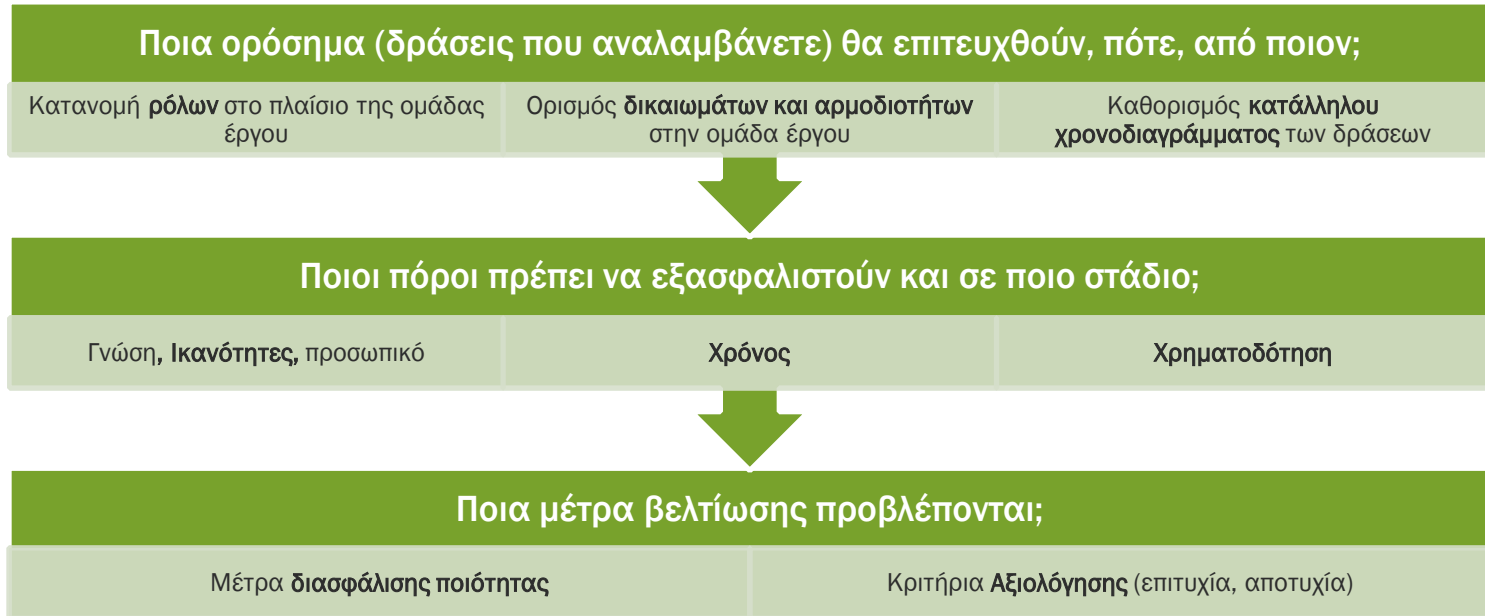 Ποια ορόσημα (δράσεις που αναλαμβάνετε) θα επιτευχθούν, πότε, από ποιον;
Κατανομή ρόλων στο πλαίσιο της ομάδας
έργου
Ορισμός δικαιωμάτων και αρμοδιοτήτων
στην ομάδα έργου
Καθορισμός κατάλληλου
χρονοδιαγράμματος των δράσεων
Ποιοι πόροι πρέπει να εξασφαλιστούν και σε ποιο στάδιο;
Γνώση, Ικανότητες, προσωπικό
Χρόνος
Χρηματοδότηση
Ποια μέτρα βελτίωσης προβλέπονται;
Μέτρα διασφάλισης ποιότητας
Κριτήρια Αξιολόγησης (επιτυχία, αποτυχία)